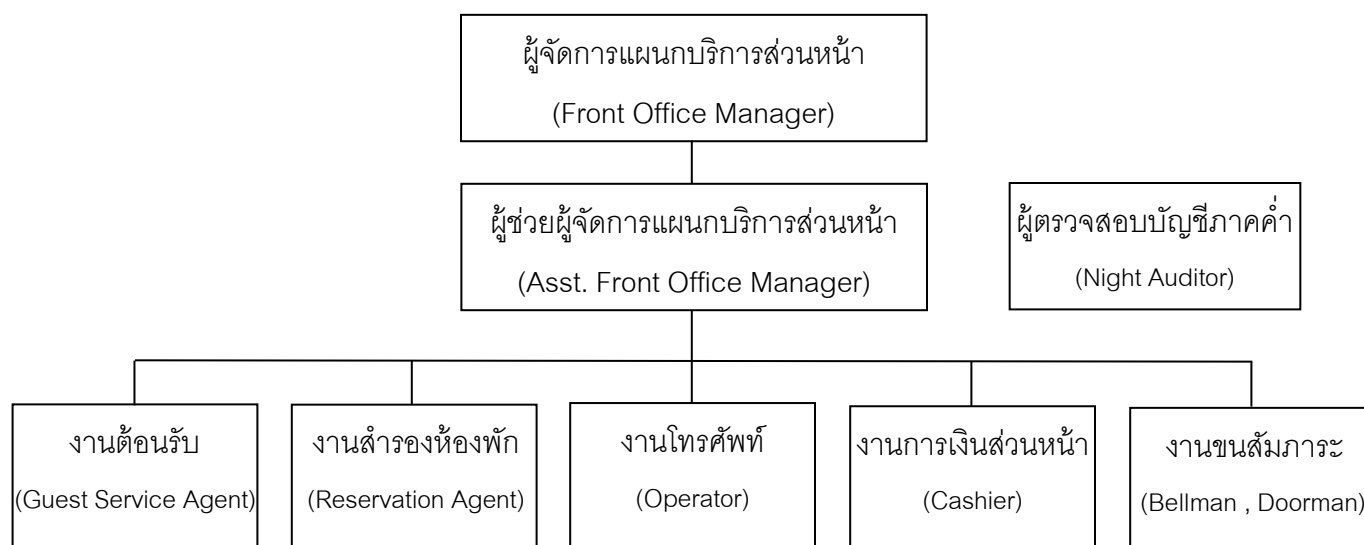 ผู้จัดการแผนกบริการส่วนหน้า
(Front Office Manager)
ผู้ช่วยผู้จัดการแผนกบริการส่วนหน้า
(Asst. Front Office Manager)
ผู้ตรวจสอบบัญชีภาคค่ำ
(Night Auditor)
งานต้อนรับ
(Guest Service Agent)
งานสำรองห้องพัก
(Reservation Agent)
งานโทรศัพท์
(Operator)
งานการเงินส่วนหน้า
(Cashier)
งานขนสัมภาระ
(Bellman , Doorman)